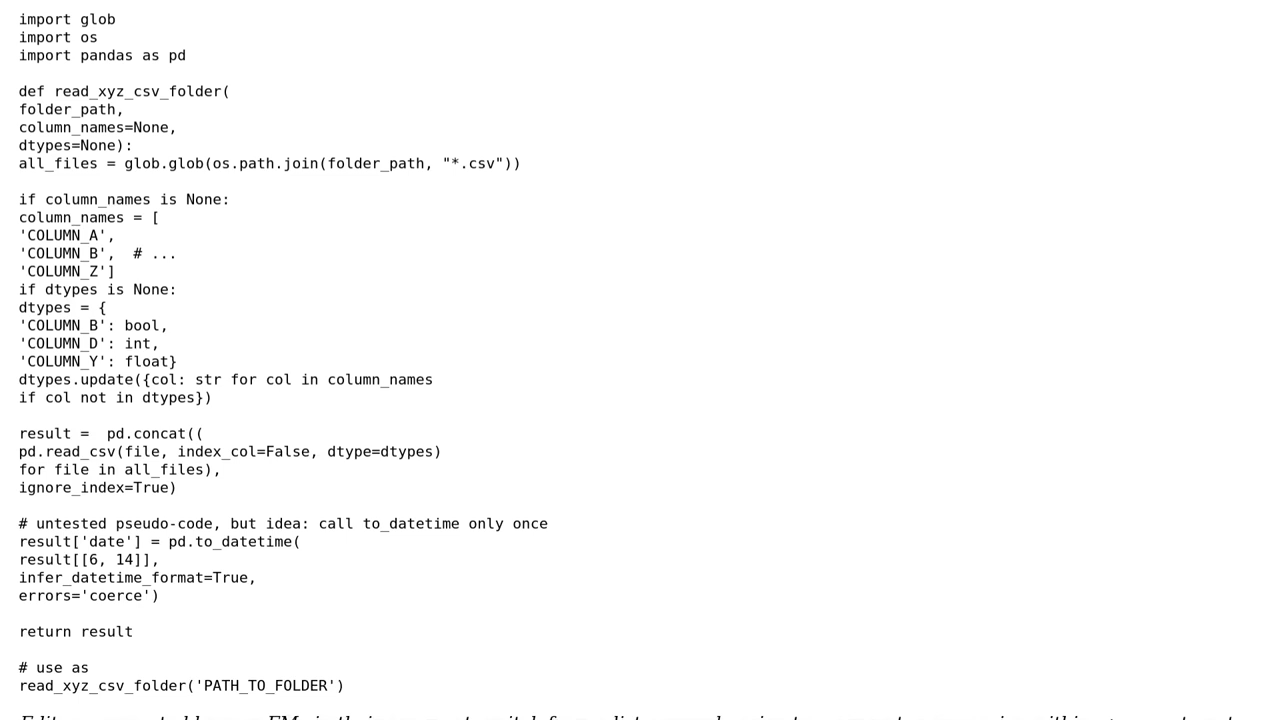 import glob
import os
import pandas as pd
def read_xyz_csv_folder(
folder_path,
column_names=None,
dtypes=None):
all_files = glob.glob(os.path.join(folder_path, "*.csv"))
if column_names is None:
column_names = [
'COLUMN_A',
'COLUMN_B',  # ...
'COLUMN_Z']
if dtypes is None:
dtypes = {
'COLUMN_B': bool,
'COLUMN_D': int,
'COLUMN_Y': float}
dtypes.update({col: str for col in column_names
if col not in dtypes})
result =  pd.concat((
pd.read_csv(file, index_col=False, dtype=dtypes)
for file in all_files),
ignore_index=True)
# untested pseudo-code, but idea: call to_datetime only once
result['date'] = pd.to_datetime(
result[[6, 14]],
infer_datetime_format=True,
errors='coerce')
return result
# use as
read_xyz_csv_folder('PATH_TO_FOLDER')